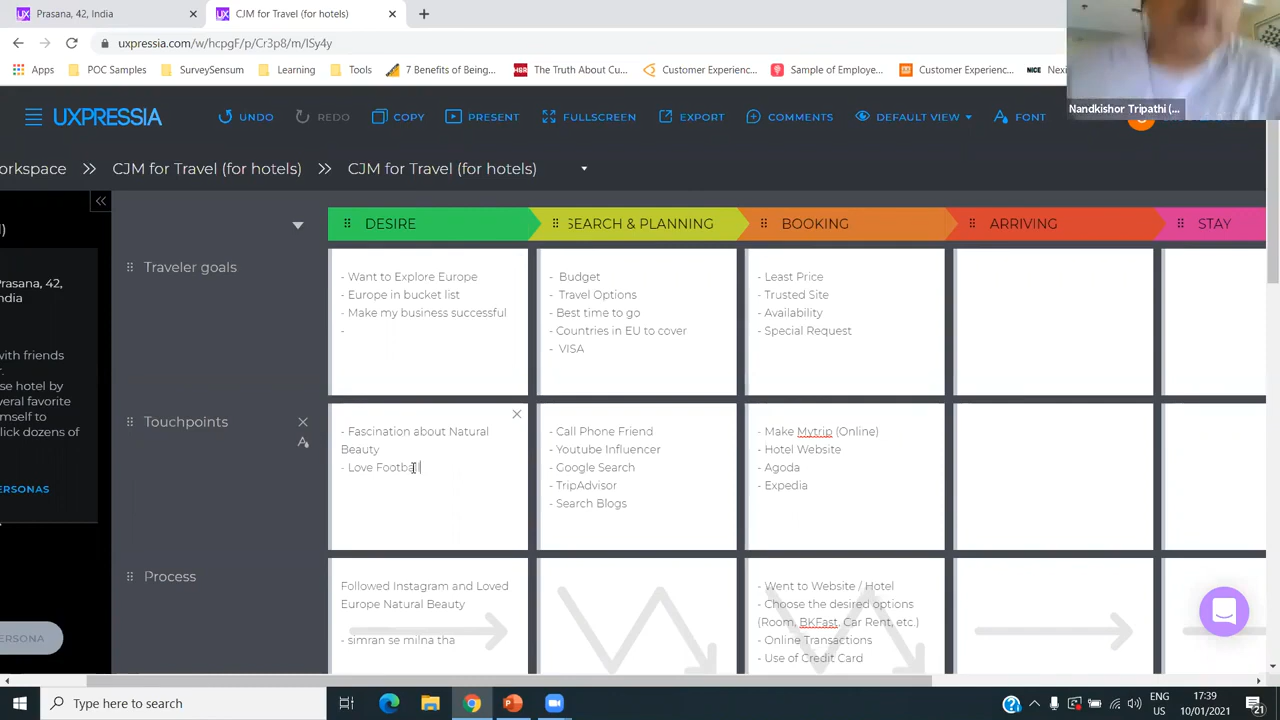 Prasana, 42, India
CJM for Travel (for hotels)
uxpressia.com/w/hcpgF/p/Cr3p8/m/lSy4y
Apps
POC Samples
SurveySensum
Learning
Tools
7 Benefits of Being...
The Truth About Cu...
Customer Experienc...
Sample of Employe...
Customer Experienc...
Nexi
Nandkishor Tripathi (...
UXPRESSIA
UNDO
REDO
COPY
PRESENT
FULLSCREEN
EXPORT
COMMENTS
DEFAULT VIEW
FONT
orkspace
CJM for Travel (for hotels)
CJM for Travel (for hotels)
DESIRE
SEARCH & PLANNING
BOOKING
ARRIVING
STAY
Prasana, 42,
ndia
with friends
r.
se hotel by
veral favorite
mself to
lick dozens of
ERSONAS
ERSONA
Traveler goals
- Want to Explore Europe
- Europe in bucket list
- Make my business successful
-
- Budget
- Travel Options
- Best time to go
- Countries in EU to cover
- VISA
- Least Price
- Trusted Site
- Availability
- Special Request
Touchpoints
- Fascination about Natural
Beauty
- Love Football
- Call Phone Friend
- Youtube Influencer
- Google Search
- TripAdvisor
- Search Blogs
- Make Mytrip (Online)
- Hotel Website
- Agoda
- Expedia
Process
Followed Instagram and Loved
Europe Natural Beauty
- simran se milna tha
- Went to Website / Hotel
- Choose the desired options
(Room, BKFast, Car Rent, etc.)
- Online Transactions
- Use of Credit Card
Type here to search
ENG
US
17:39
10/01/2021
21